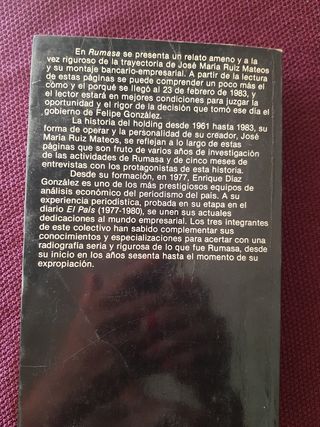 En Rumasa se presenta un relato ameno y a la
vez riguroso de la trayectoria de José María Ruiz Mateos
y su montaje bancario-empresarial. A partir de la lectura
de estas páginas se puede comprender un poco más el
cómo y el porqué se llegó al 23 de febrero de 1983, y
el lector estará en mejores condiciones para juzgar la
oportunidad y el rigor de la decisión que tomó ese día el
gobierno de Felipe González.
La historia del holding desde 1961 hasta 1983, su
forma de operar y la personalidad de su creador, José
María Ruiz Mateos, se reflejan a lo largo de estas
páginas que son fruto de varios años de investigación
de las actividades de Rumasa y de cinco meses de
entrevistas con los protagonistas de esta historia.
Desde su formación, en 1977, Enrique Díaz
González es uno de los más prestigiosos equipos de
análisis económico del periodismo del país. A su
experiencia periodística, probada en su etapa en el
diario El País (1977-1980), se unen sus actuales
dedicaciones al mundo empresarial. Los tres integrantes
de este colectivo han sabido complementar sus
conocimientos y especializaciones para acertar con una
radiografía seria y rigurosa de lo que fue Rumasa, desde
su inicio en los años sesenta hasta el momento de su
expropiación.